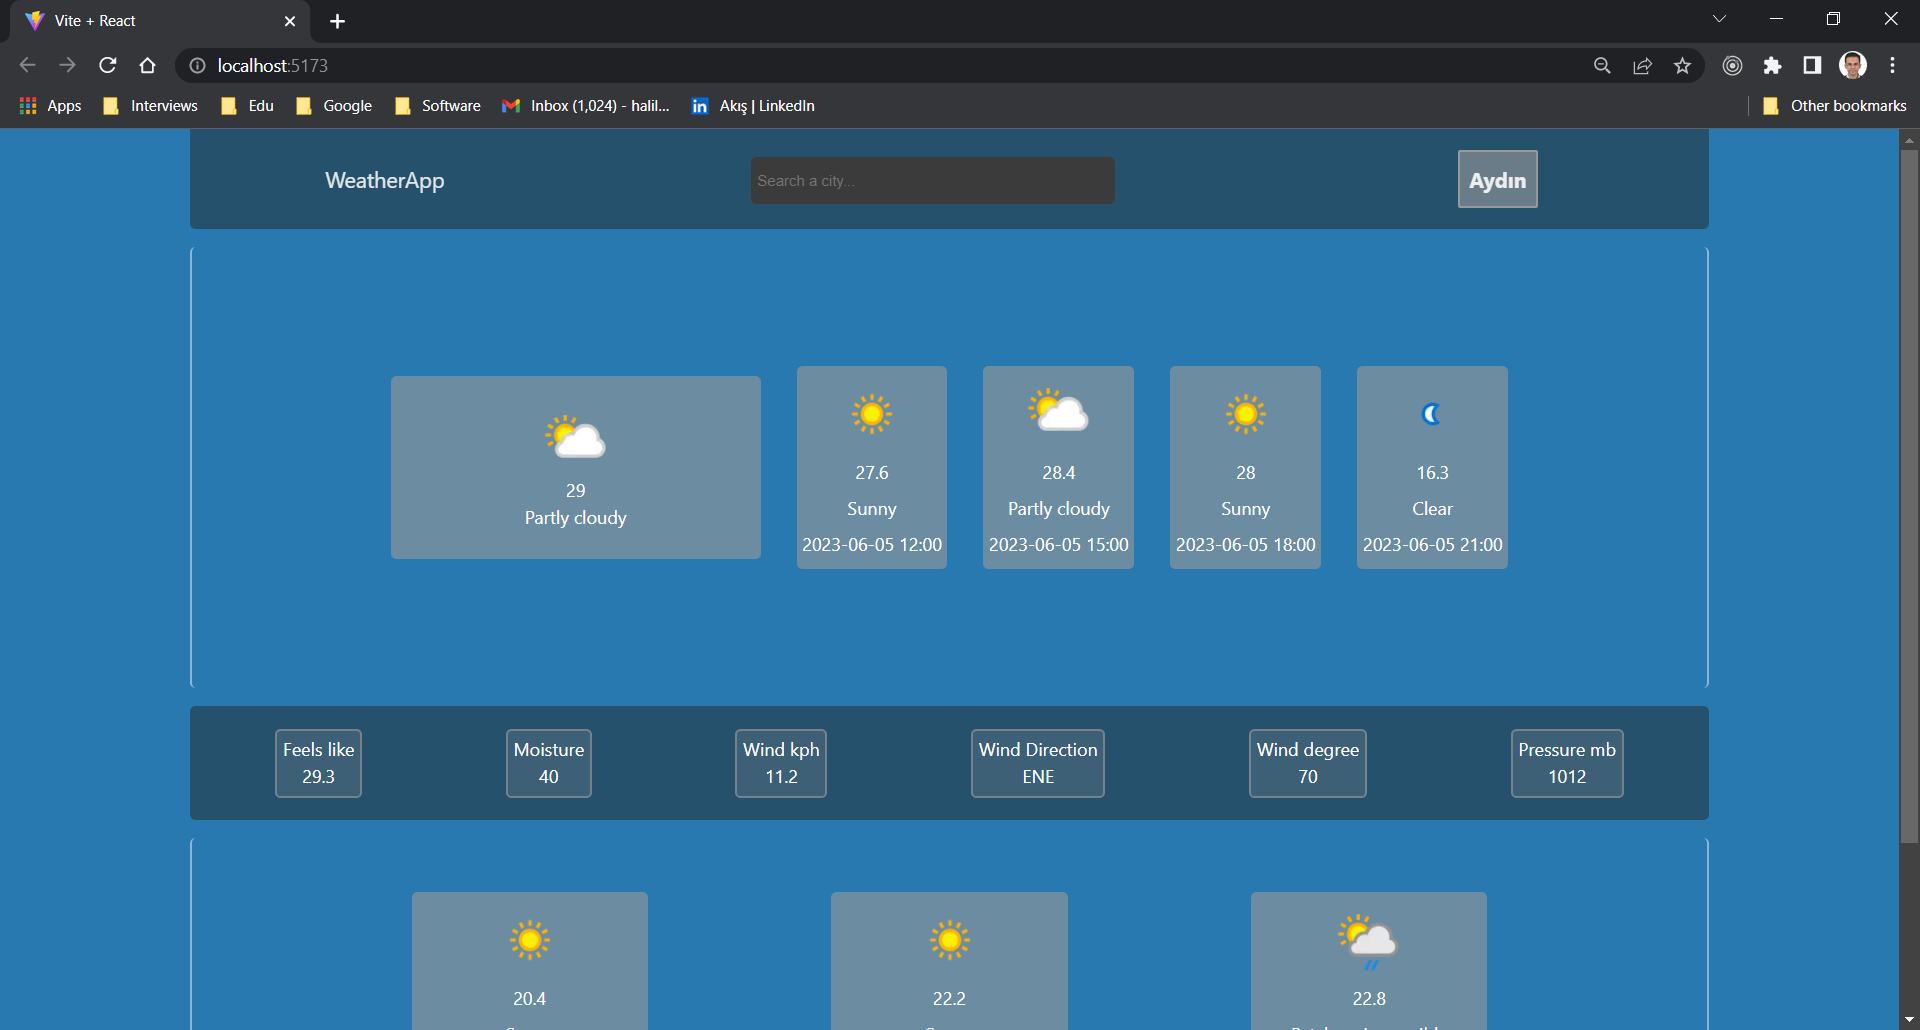 Vite + React
localhost:5173
Apps
Interviews
Edu
Google
Software
Inbox (1,024) - halil...
Akış | LinkedIn
Other bookmarks
WeatherApp
Search a city...
Aydın
29
Partly cloudy
27.6
Sunny
2023-06-05 12:00
28.4
Partly cloudy
2023-06-05 15:00
28
Sunny
2023-06-05 18:00
16.3
Clear
2023-06-05 21:00
Feels like
29.3
Moisture
40
Wind kph
11.2
Wind Direction
ENE
Wind degree
70
Pressure mb
1012
20.4
22.2
22.8